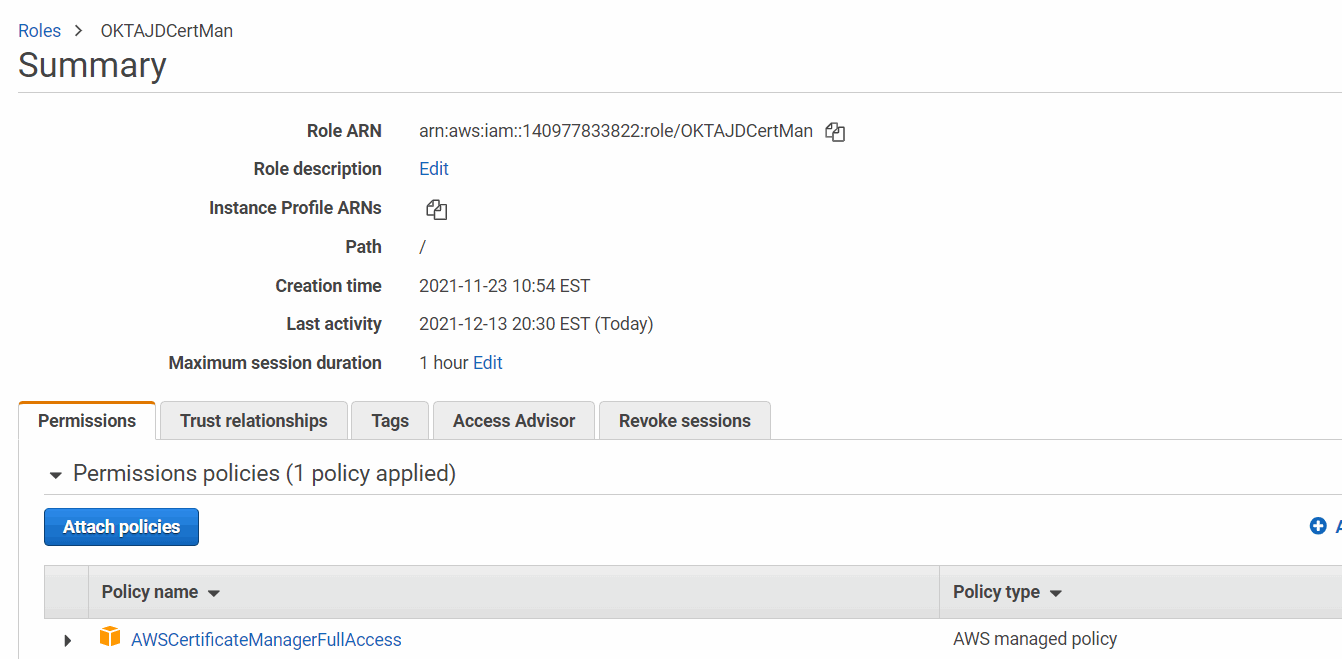 Roles > OKTAJDCertMan
Summary
Role ARN arn:aws:iam::140977833822:role/OKTAJDCertMan
Role description Edit
Instance Profile ARNs
Path /
Creation time 2021-11-23 10:54 EST
Last activity 2021-12-13 20:30 EST (Today)
Maximum session duration 1 hour Edit
Permissions Trust relationships Tags Access Advisor Revoke sessions
Permissions policies (1 policy applied)
Attach policies
Policy name Policy type
AWSCertificateManagerFullAccess AWS managed policy